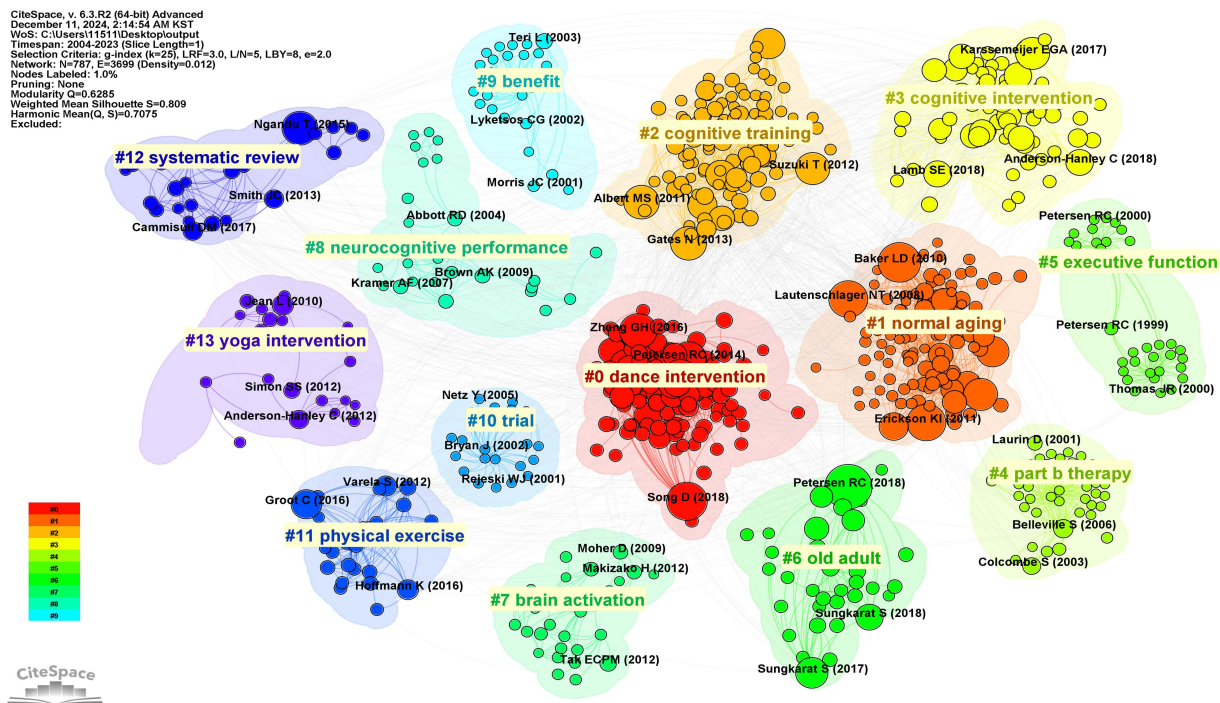 CiteSpace, v. 6.3.R2 (64-bit) Advanced
December 11, 2024, 2:14:54 AM KST
WoS: C:\Users\11511\Desktop\output
Timespan: 2004-2023 (Slice Length=1)
Selection Criteria: g-index (k=25), LRF=3.0, L/N=5, LBY=8, e=2.0
Network: N=787, E=3699 (Density=0.012)
Nodes Labeled: 1.0%
Pruning: None
Modularity Q=0.6285
Weighted Mean Silhouette S=0.809
Harmonic Mean(Q, S)=0.7075
Excluded:
Teri L (2003)
#9 benefit
Lyketsos CG (2002)
Morris JC (2001)
#2 cognitive training
Suzuki T (2012)
Albert MS (2011)
Gates N (2013)
Karssemeijer EGA (2017)
#3 cognitive intervention
Anderson-Hanley C (2018)
Lamb SE (2018)
Ngandu T (2015)
#12 systematic review
Smith JC (2013)
Cammisuli DM (2017)
Abbott RD (2004)
#8 neurocognitive performance
Brown AK (2009)
Kramer AF (2007)
Petersen RC (2000)
#5 executive function
Petersen RC (1999)
Thomas JR (2000)
Baker LD (2010)
Lautenschlager NT (2008)
#1 normal aging
Erickson KI (2011)
Jean L (2010)
#13 yoga intervention
Simon SS (2012)
Anderson-Hanley C (2012)
Zheng GH (2016)
Petersen RC (2014)
#0 dance intervention
Song D (2018)
Netz Y (2005)
#10 trial
Bryan J (2002)
Rejeski WJ (2001)
Laurin D (2001)
#4 part b therapy
Belleville S (2006)
Colcombe S (2003)
Varela S (2012)
Groot C (2016)
#11 physical exercise
Hoffmann K (2016)
Petersen RC (2018)
#6 old adult
Sungkarat S (2018)
Sungkarat S (2017)
Moher D (2009)
Makizako H (2012)
#7 brain activation
Tak ECPM (2012)
#0
#1
#2
#3
#4
#5
#6
#7
#8
#9
CiteSpace